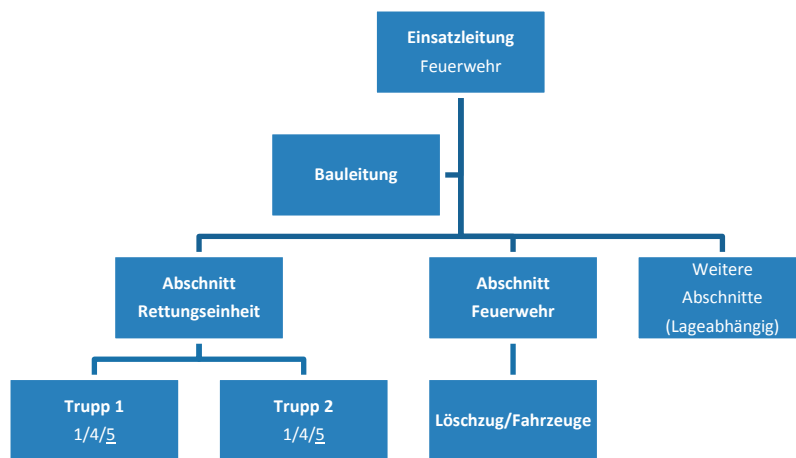 Einsatzleitung
Feuerwehr
Bauleitung
Abschnitt
Rettungseinheit
Abschnitt
Feuerwehr
Weitere
Abschnitte
(Lageabhängig)
Trupp 1
1/4/5
Trupp 2
1/4/5
Löschzug/Fahrzeuge